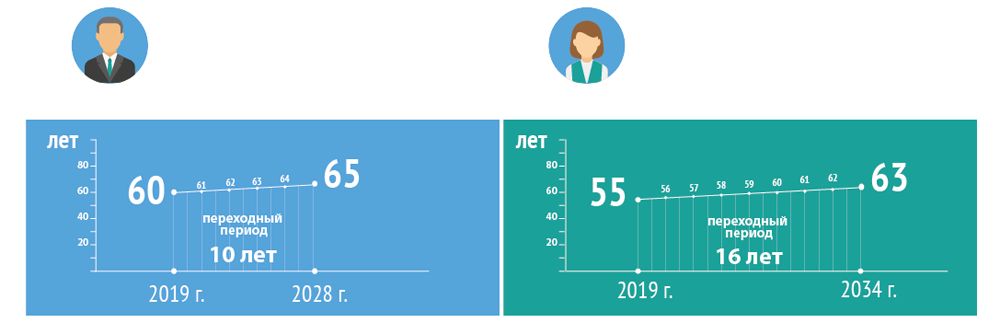 лет
80
60
40
20
60
61
62
63
64
65
переходный
период
10 лет
2019 г.
2028 г.
лет
80
60
40
20
55
56
57
58
59
60
61
62
63
переходный
период
16 лет
2019 г.
2034 г.